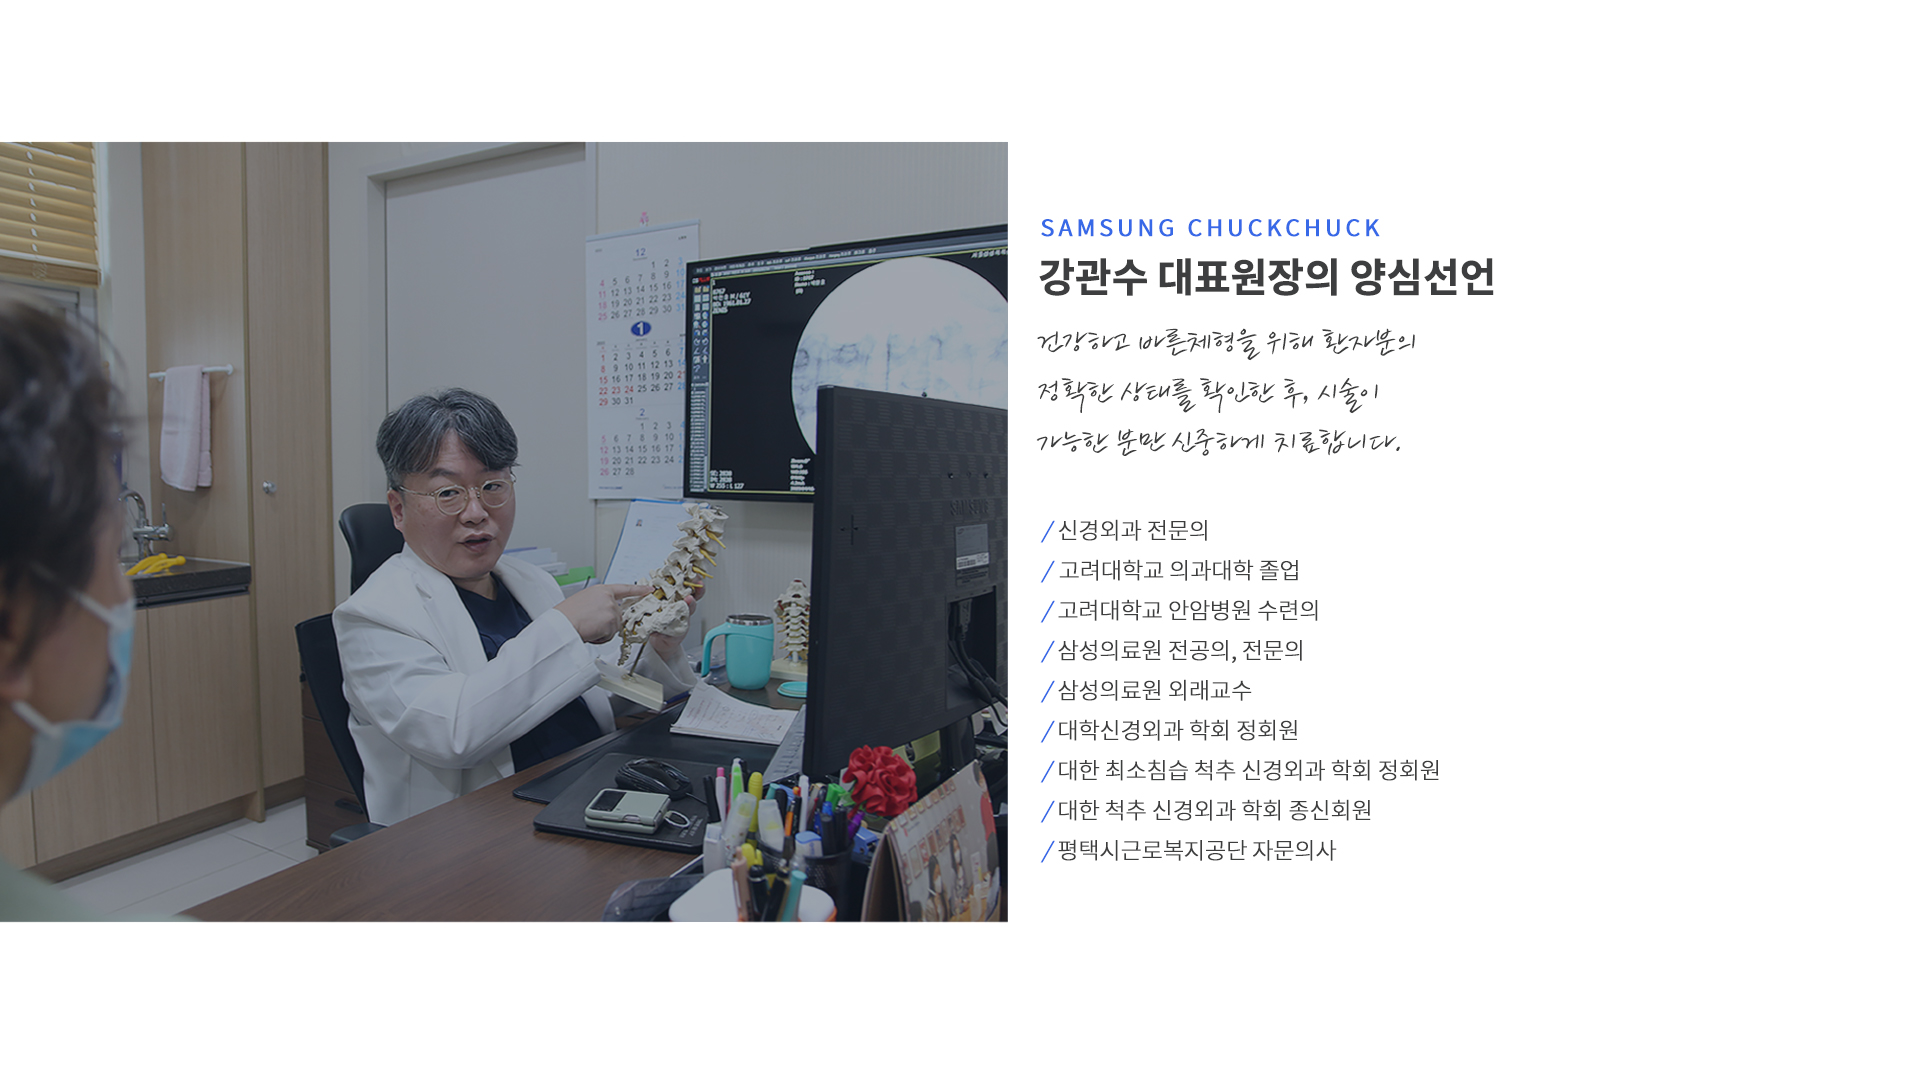 SAMSUNG CHUCKCHUCK
강관수 대표원장의 양심선언
건강하고 바른체형을 위해 환자분의
정확한 상태를 확인한 후, 시술이
가능한 분만 신중하게 치료합니다.
/ 신경외과 전문의
/ 고려대학교 의과대학 졸업
/ 고려대학교 안암병원 수련의
/ 삼성의료원 전공의, 전문의
/ 삼성의료원 외래교수
/ 대학신경외과 학회 정회원
/ 대한 최소침습 척추 신경외과 학회 정회원
/ 대한 척추 신경외과 학회 종신회원
/ 평택시근로복지공단 자문의사
12
1
2